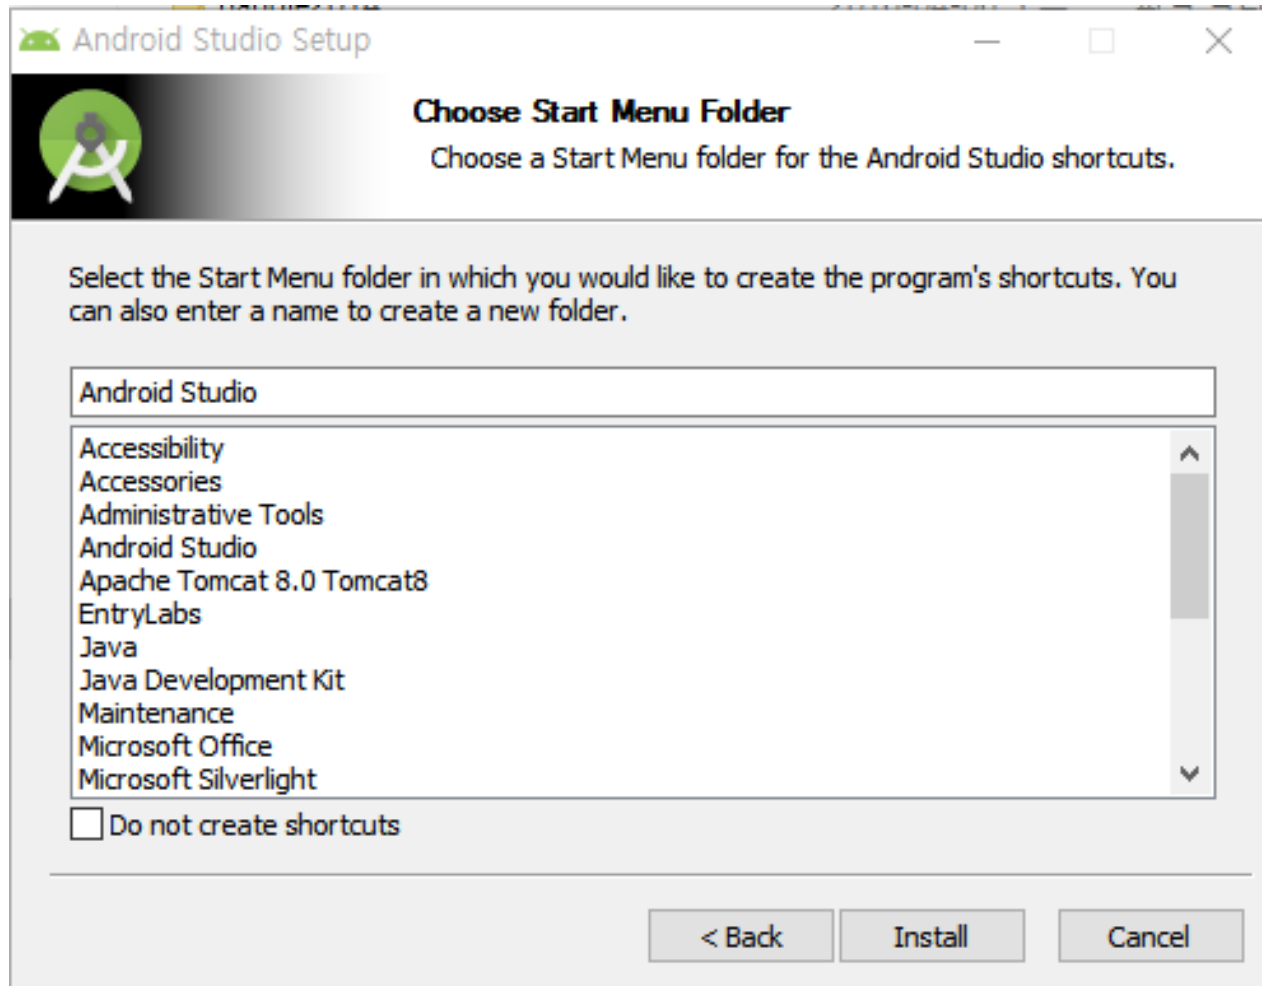 Android Studio Setup
Choose Start Menu Folder
Choose a Start Menu folder for the Android Studio shortcuts.
Select the Start Menu folder in which you would like to create the program's shortcuts. You
can also enter a name to create a new folder.
Android Studio
Accessibility
Accessories
Administrative Tools
Android Studio
Apache Tomcat 8.0 Tomcat8
EntryLabs
Java
Java Development Kit
Maintenance
Microsoft Office
Microsoft Silverlight
Do not create shortcuts
< Back
Install
Cancel